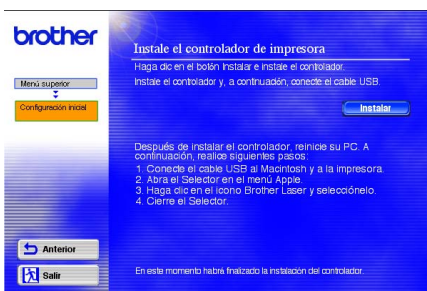 brother
Instale el controlador de impresora
Haga clic en el botón Instalar e instale el controlador.
Instale el controlador y, a continuación, conecte el cable USB.
Menú superior
Configuración inicial
Instalar
Después de instalar el controlador, reinicie su PC. A
continuación, realice siguientes pasos:
1. Conecte el cable USB al Macintosh y a la impresora.
2. Abra el Selector en el menú Apple.
3. Haga clic en el icono Brother Laser y selecciónelo.
4. Cierre el Selector.
Anterior
Salir
En este momento habrá finalizado la instalación del controlador.